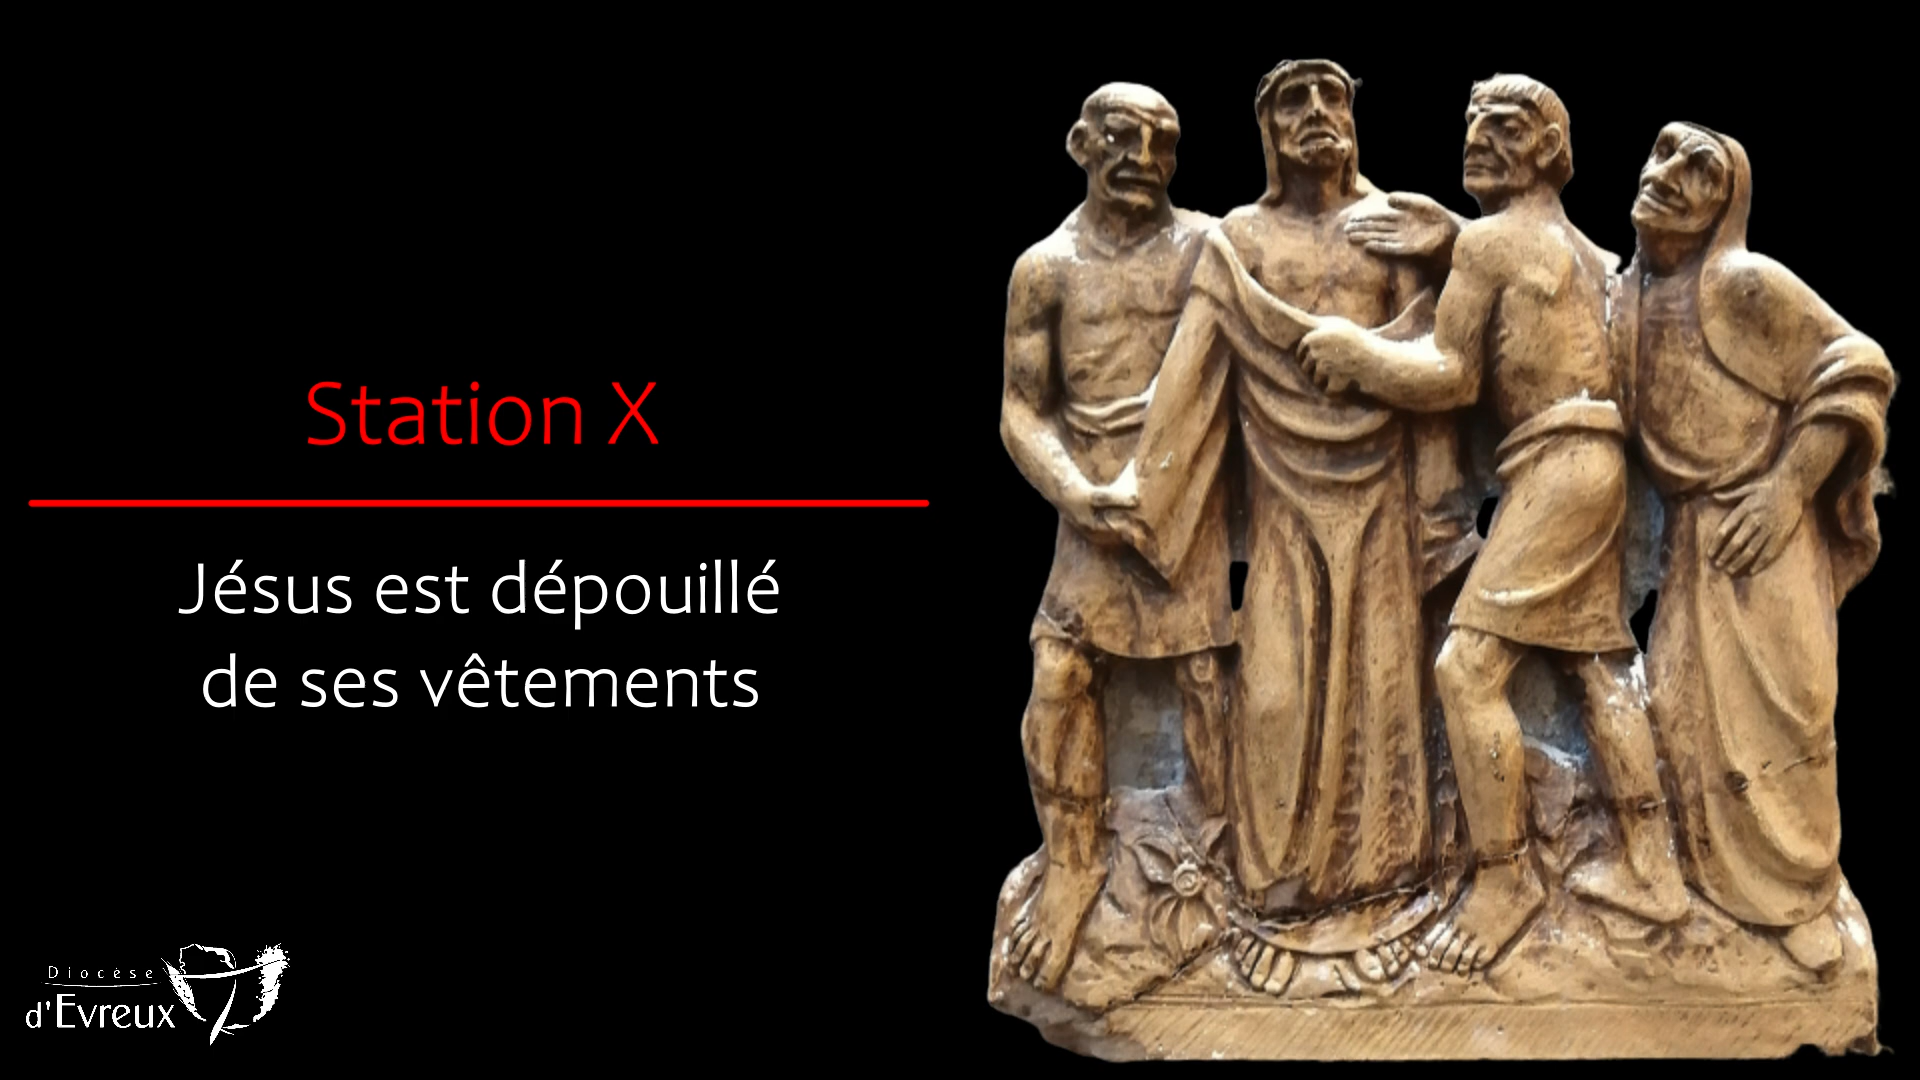 Station X
Jésus est dépouillé
de ses vêtements
Diocèse
d'Evreux